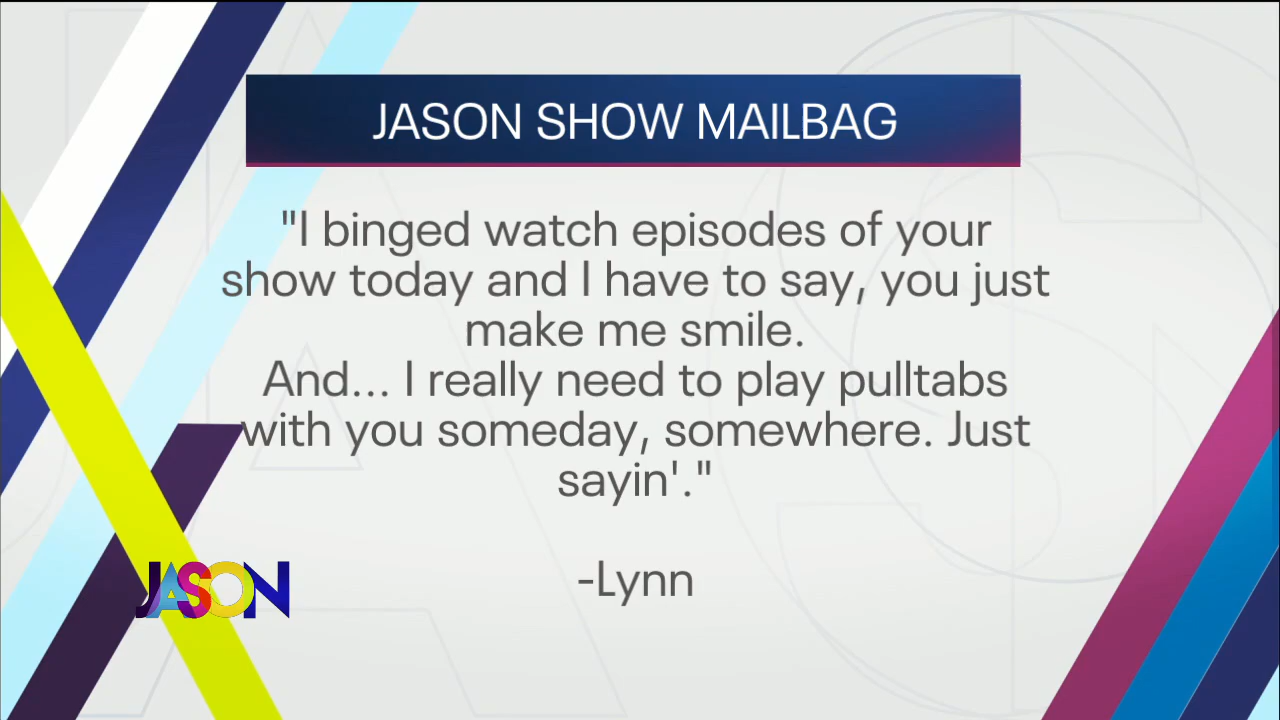 JASON SHOW MAILBAG
"I binged watch episodes of your
show today and I have to say, you just
make me smile.
And... I really need to play pulltabs
with you someday, somewhere. Just
sayin'."
-Lynn
JASON